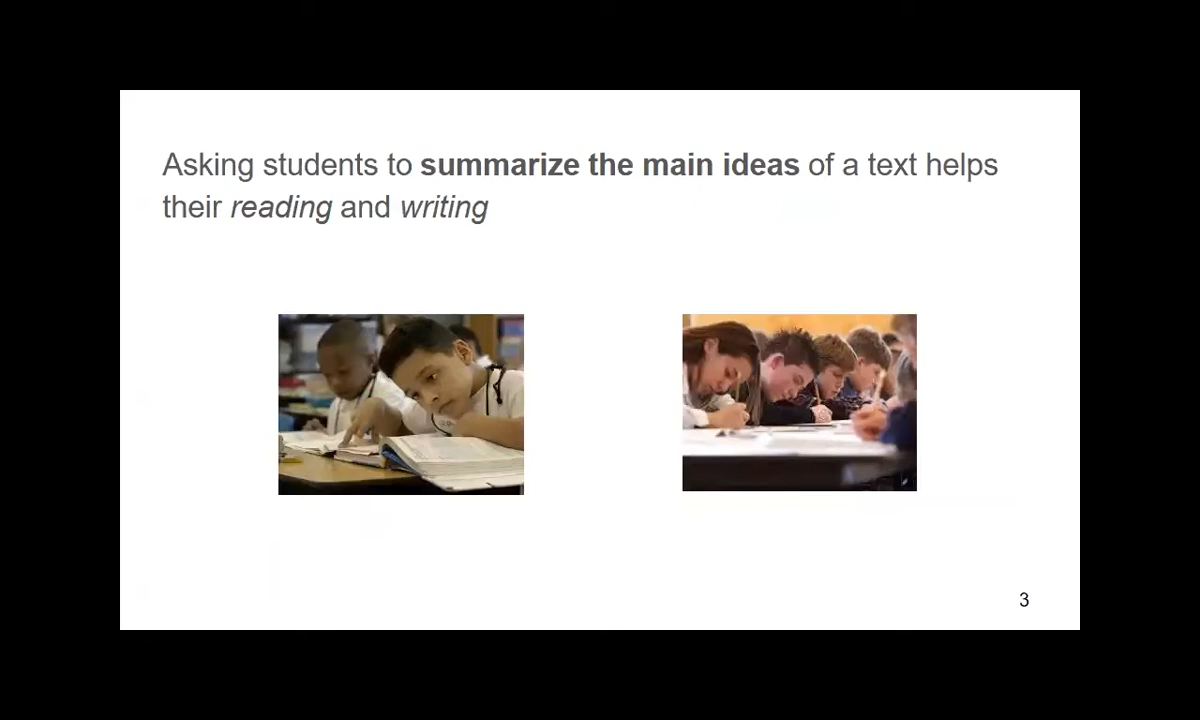 Asking students to summarize the main ideas of a text helps
their reading and writing
3